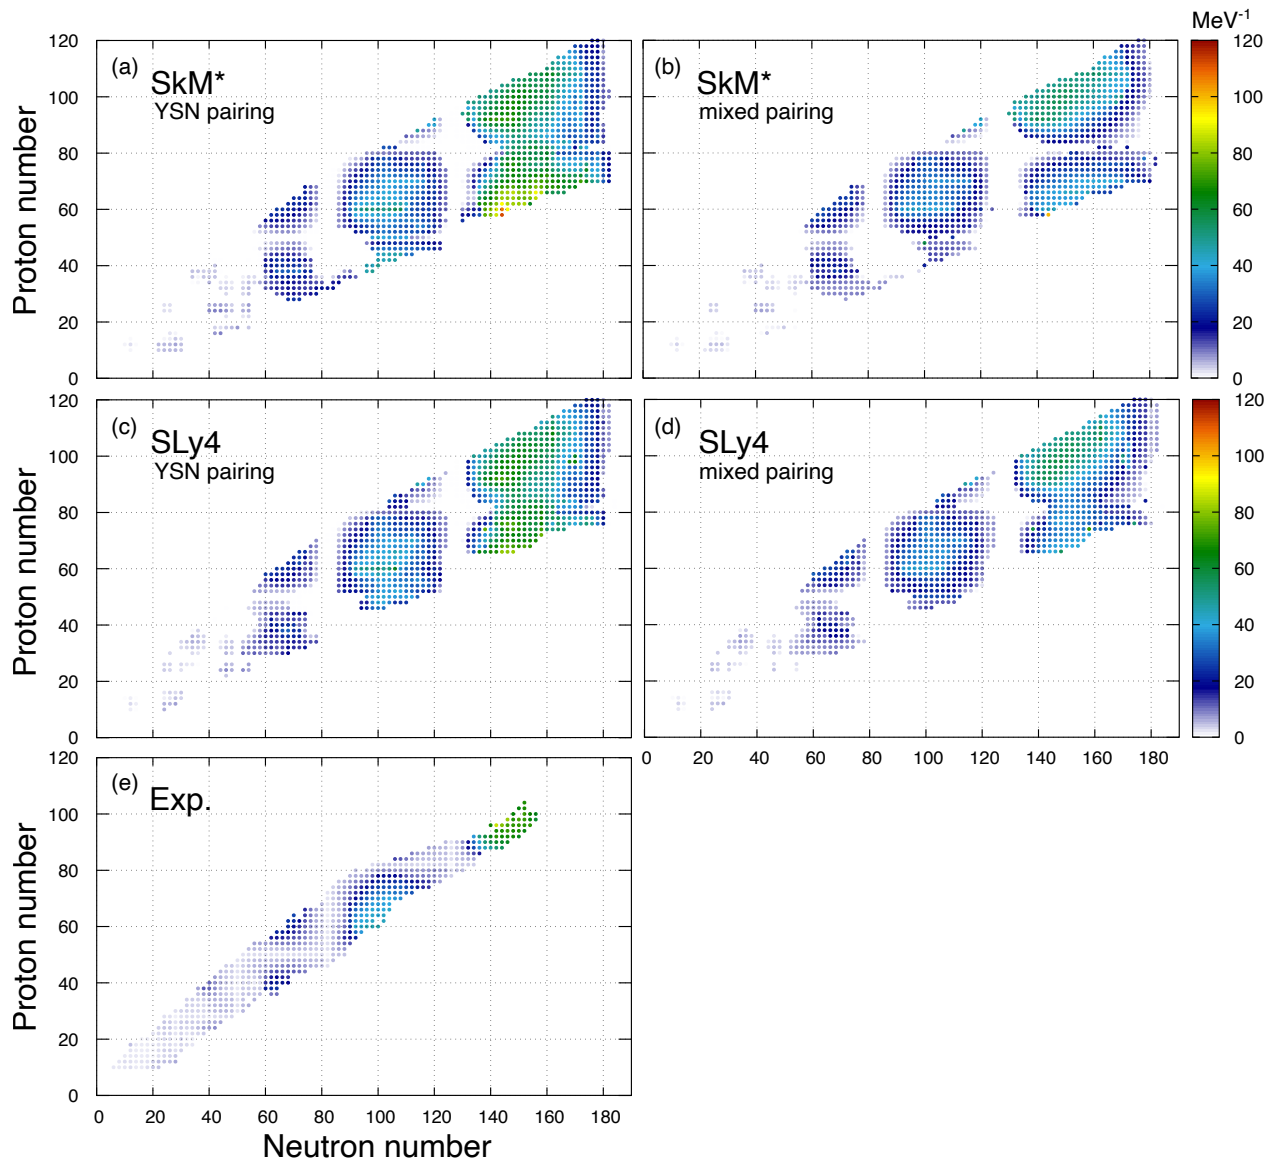 MeV-1
(a) SkM*
YSN pairing
(b) SkM*
mixed pairing
120
100
80
60
40
20
0
Proton number
120
100
80
60
40
20
0
(c) SLy4
YSN pairing
(d) SLy4
mixed pairing
120
100
80
60
40
20
0
Proton number
0 20 40 60 80 100 120 140 160 180
120
100
80
60
40
20
0
(e) Exp.
120
100
80
60
40
20
0
Proton number
0 20 40 60 80 100 120 140 160 180
Neutron number